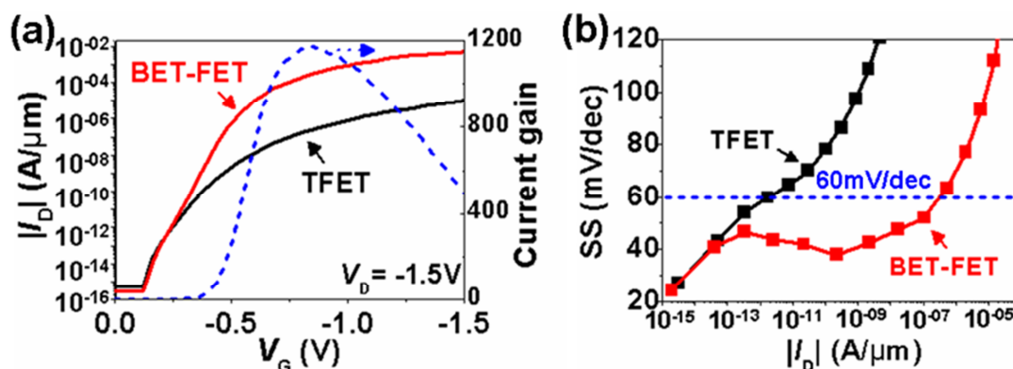 (a)
|I_D| (A/μm)
10^-02
10^-04
10^-06
10^-08
10^-10
10^-12
10^-14
10^-16
BET-FET
TFET
V_D = -1.5V
1200
800
400
0
Current gain
0.0 -0.5 -1.0 -1.5
V_G (V)
(b)
SS (mV/dec)
120
100
80
60
40
20
TFET
60mV/dec
BET-FET
10^-15 10^-13 10^-11 10^-09 10^-07 10^-05
|I_D| (A/μm)